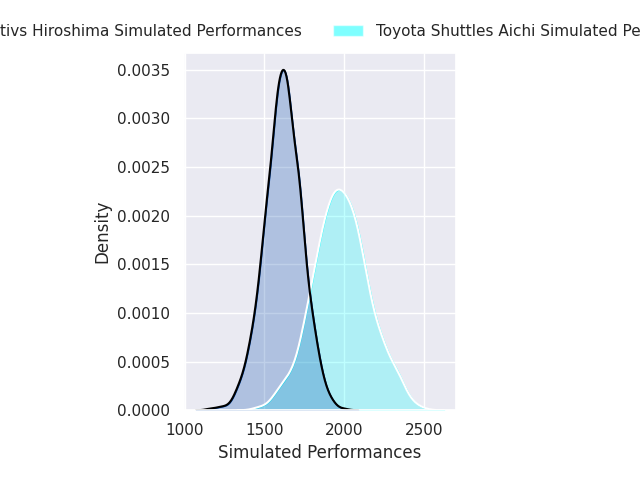 tivs Hiroshima Simulated Performances
Toyota Shuttles Aichi Simulated Pe
0.0035
0.0030
0.0025
0.0020
0.0015
0.0010
0.0005
0.0000
Density
1000 1500 2000 2500
Simulated Performances